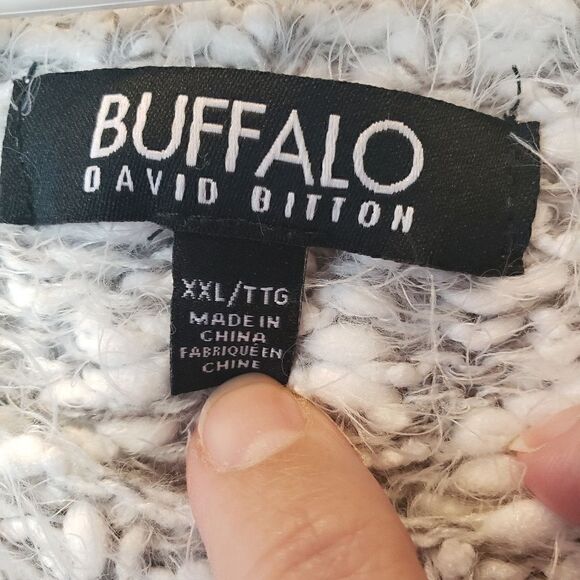 BUFFALO
DAVID BITTON
XXL/TTG
MADE IN
CHINA
FABRIQUÉ EN
CHINE